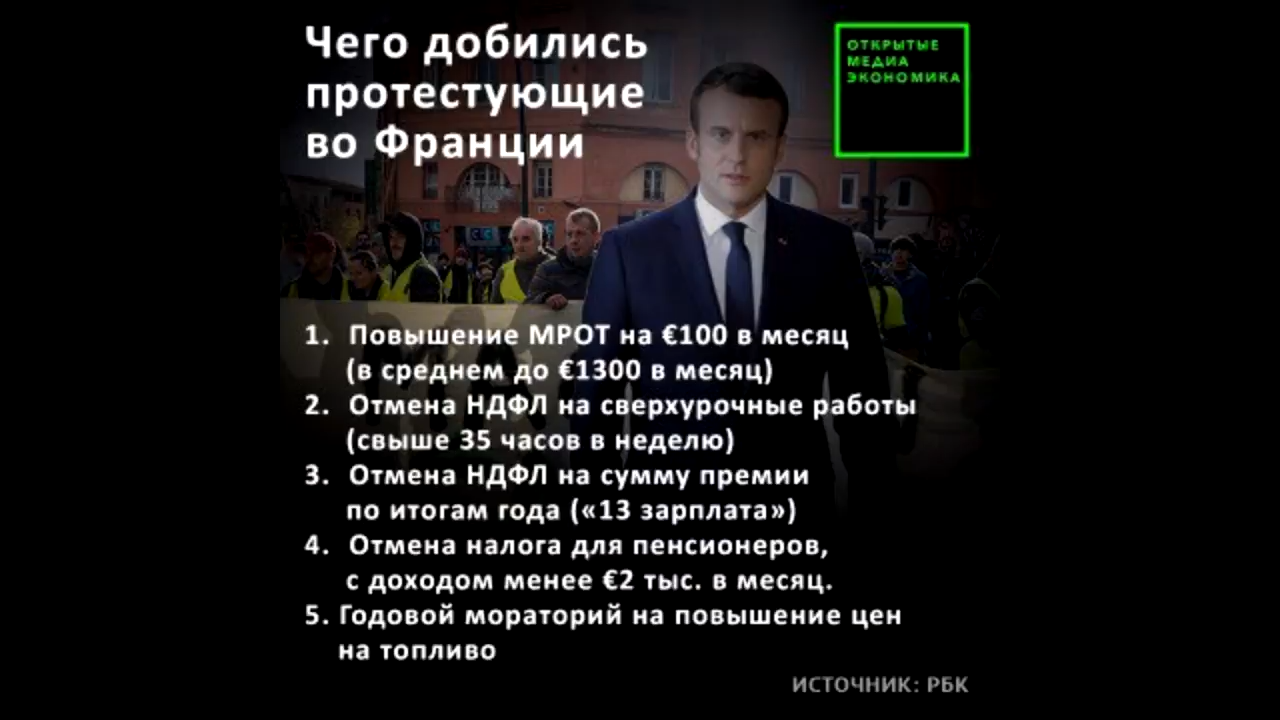 Чего добились
протестующие
во Франции
ОТКРЫТЫЕ
МЕДИА
ЭКОНОМИКА
1. Повышение МРОТ на €100 в месяц
(в среднем до €1300 в месяц)
2. Отмена НДФЛ на сверхурочные работы
(свыше 35 часов в неделю)
3. Отмена НДФЛ на сумму премии
по итогам года («13 зарплата»)
4. Отмена налога для пенсионеров,
с доходом менее €2 тыс. в месяц.
5. Годовой мораторий на повышение цен
на топливо
ИСТОЧНИК: РБК